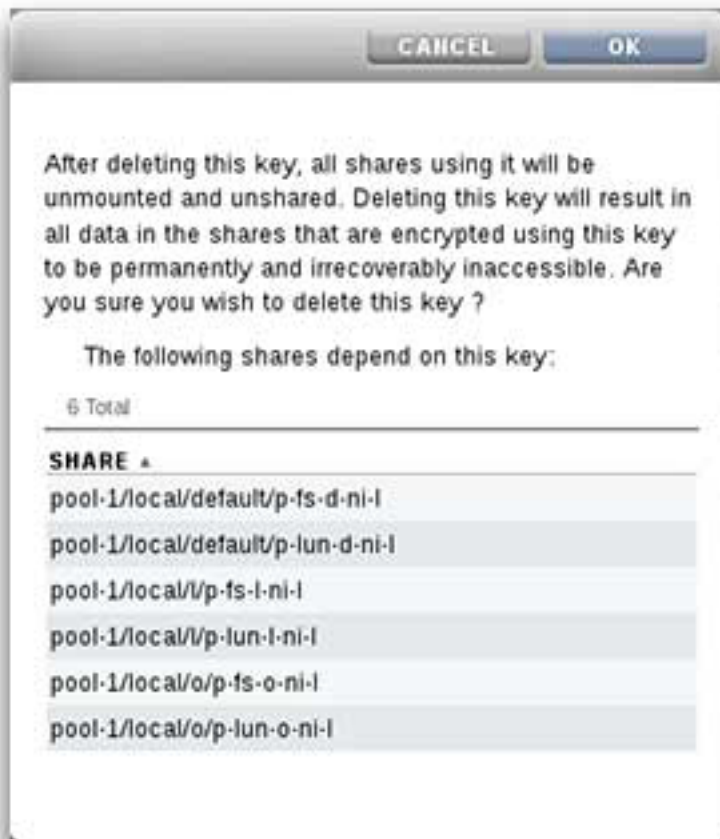 CANCEL
OK
After deleting this key, all shares using it will be
unmounted and unshared. Deleting this key will result in
all data in the shares that are encrypted using this key
to be permanently and irrecoverably inaccessible. Are
you sure you wish to delete this key ?
The following shares depend on this key:
6 Total
SHARE ▲
pool-1/local/default/p-fs-d-ni-l
pool-1/local/default/p-lun-d-ni-l
pool-1/local/l/p-fs-l-ni-l
pool-1/local/l/p-lun-l-ni-l
pool-1/local/o/p-fs-o-ni-l
pool-1/local/o/p-lun-o-ni-l